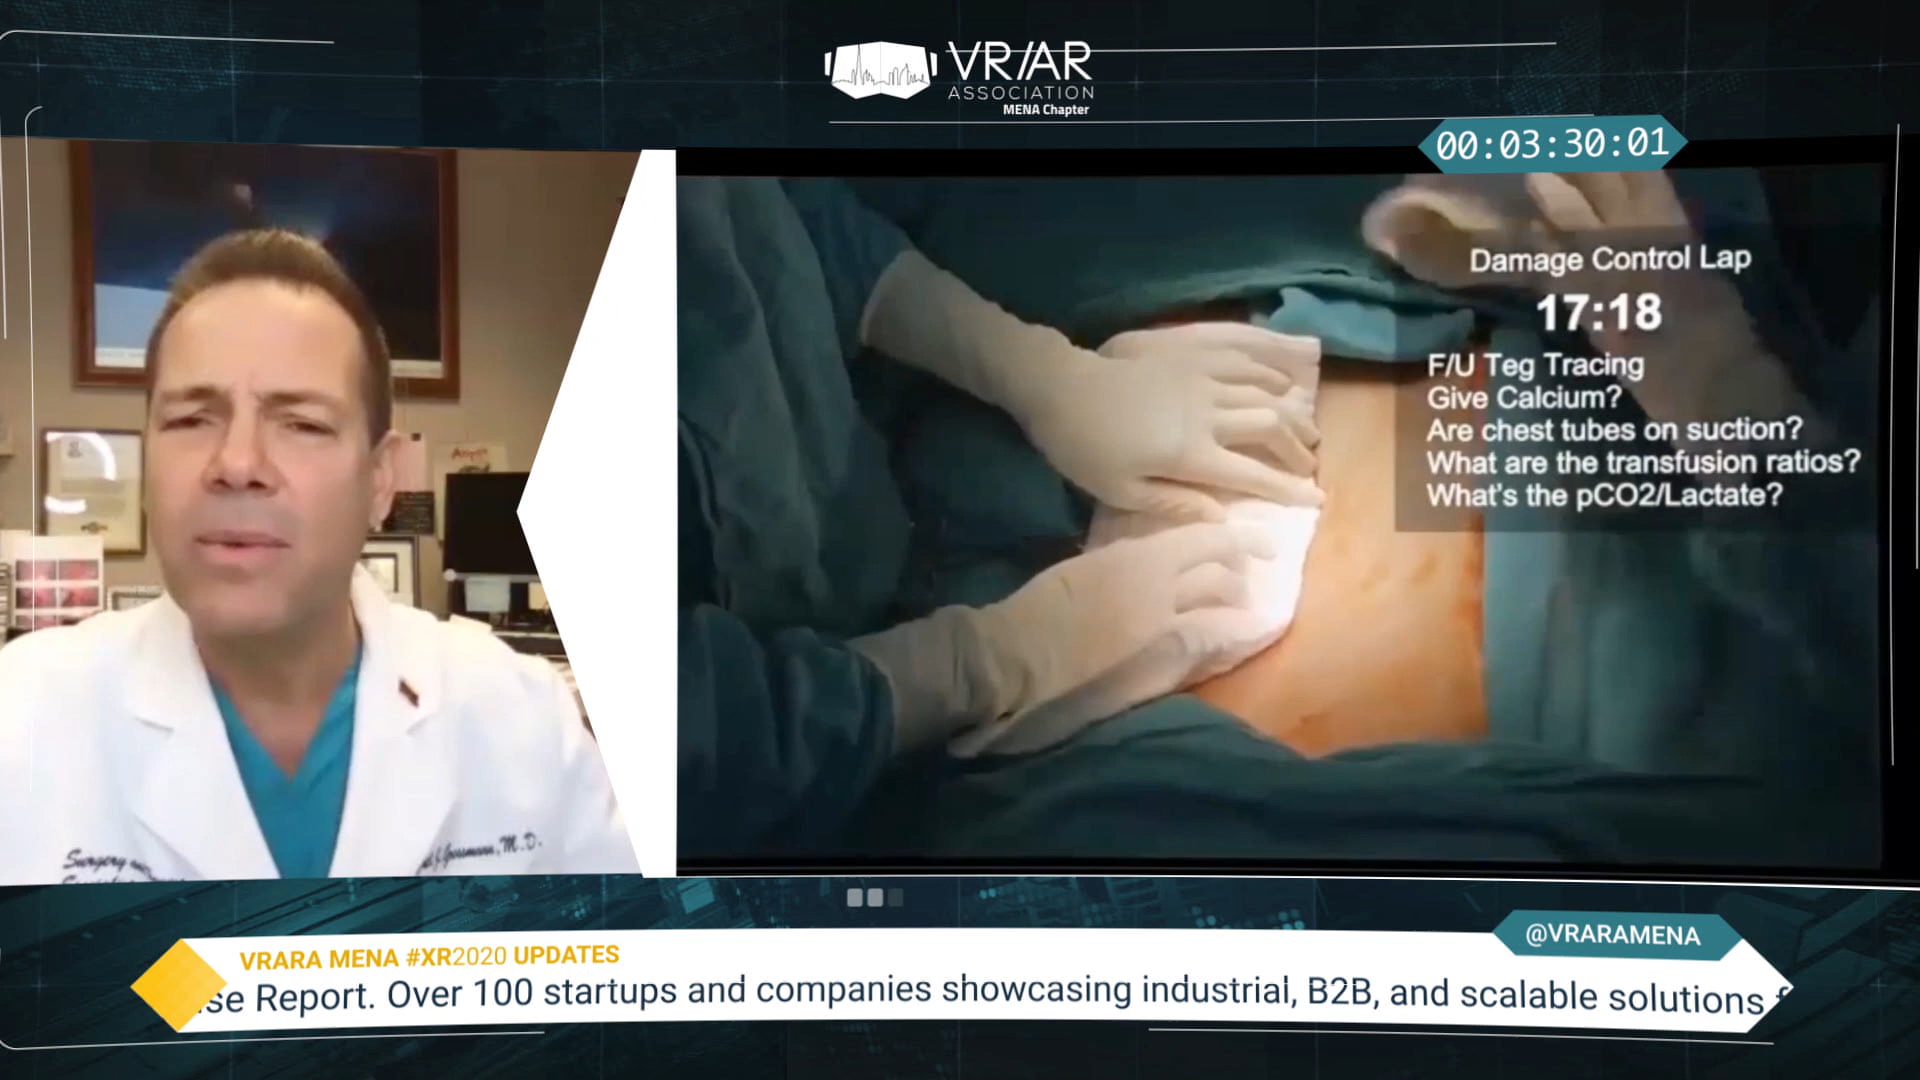 VR/AR
ASSOCIATION
MENA Chapter
00:03:30:01
Damage Control Lap
17:18
F/U Teg Tracing
Give Calcium?
Are chest tubes on suction?
What are the transfusion ratios?
What's the pCO2/Lactate?
Surgery
M.D.
@VRARAMENA
VRARA MENA #XR2020 UPDATES
se Report. Over 100 startups and companies showcasing industrial, B2B, and scalable solutions